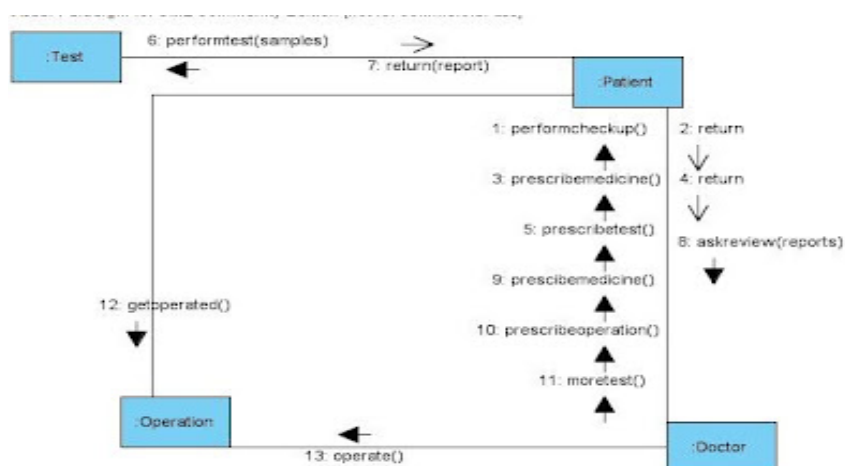 6: performtest(samples)
:Test
7: return(report)
:Patient
1: performcheckup()
2: return
3: prescribemedicine()
4: return
5: prescribetest()
8: askreview(reports)
9: prescibemedicine()
12: getoperated()
10: prescribeoperation()
11: moretest()
:Operation
:Doctor
13: operate()